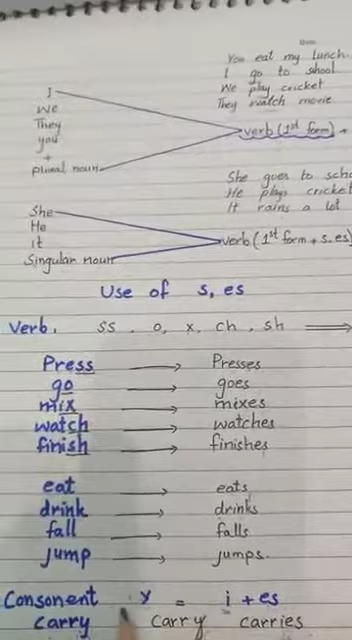 You eat my lunch.
I go to school
We play cricket
They watch movie
I
We
They
you
+
plural noun
verb (1st form) +
She goes to scho
He plays cricket
It rains a lot
She
He
It
Singular noun
verb (1st form + s, es)
Use of s, es
Verb. ss , o, x, ch , sh ⟹
Press → Presses
go → goes
mix → mixes
watch → watches
finish → finishes
eat → eats
drink → drinks
fall → falls
jump → jumps.
Consonent y = i + es
carry carry carries